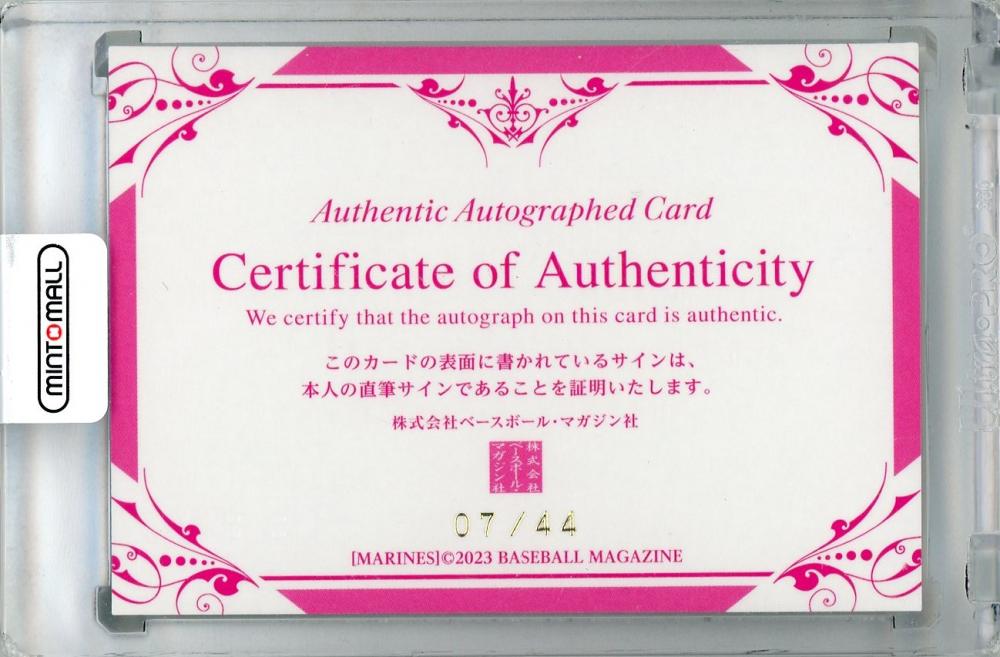 Authentic Autographed Card
Certificate of Authenticity
We certify that the autograph on this card is authentic.
このカードの表面に書かれているサインは、
本人の直筆サインであることを証明いたします。
株式会社ベースボール・マガジン社
株式会社
ベースボール・
マガジン社
07/44
[MARINES]©2023 BASEBALL MAGAZINE
MINTOMALL
UltraPRO